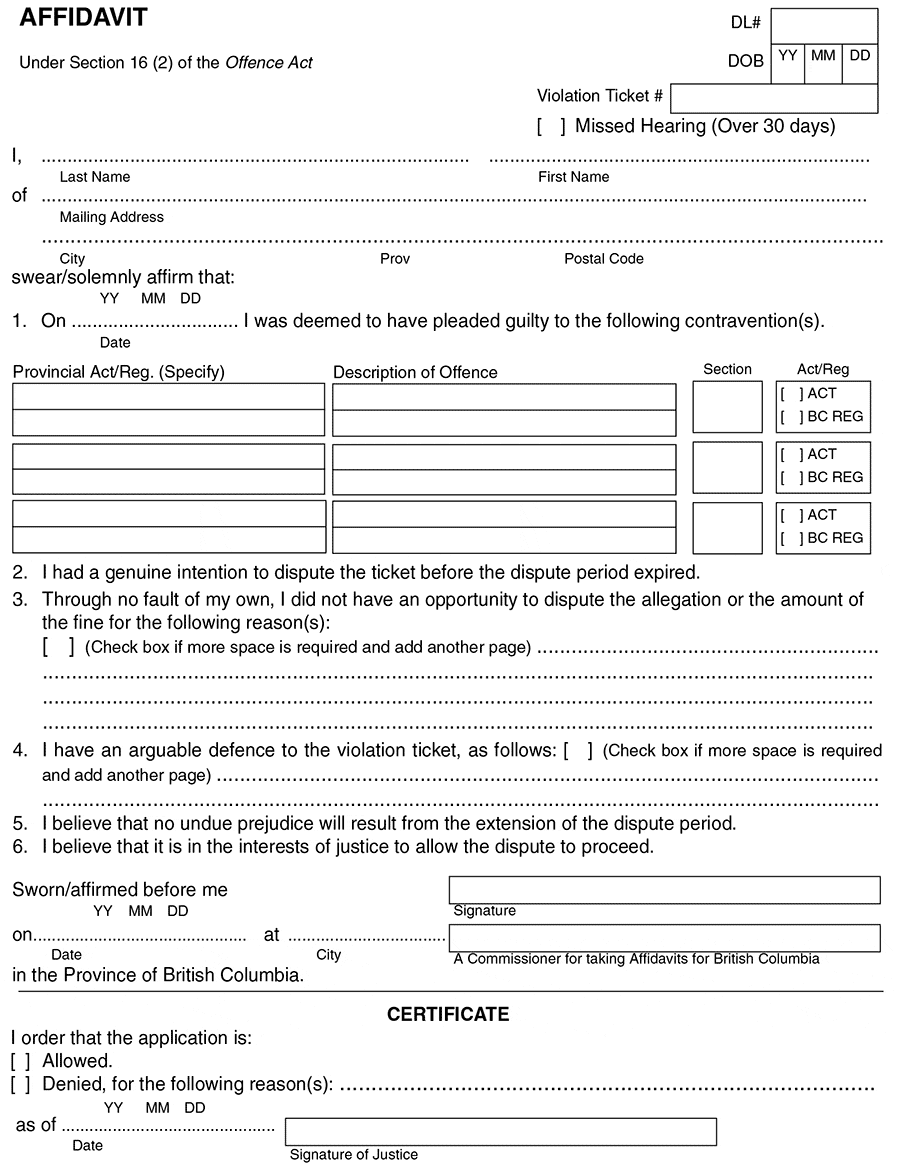 AFFIDAVIT
DL#
Under Section 16 (2) of the Offence Act
DOB YY MM DD
Violation Ticket #
[ ] Missed Hearing (Over 30 days)
I, ........................................................................ ................................................................
Last Name First Name
of ............................................................................................................................................
Mailing Address
............................................................................................................................................
City Prov Postal Code
swear/solemnly affirm that:
YY MM DD
1. On ................................ I was deemed to have pleaded guilty to the following contravention(s).
Date
Provincial Act/Reg. (Specify) Description of Offence Section Act/Reg
[ ] ACT
[ ] BC REG
[ ] ACT
[ ] BC REG
[ ] ACT
[ ] BC REG
2. I had a genuine intention to dispute the ticket before the dispute period expired.
3. Through no fault of my own, I did not have an opportunity to dispute the allegation or the amount of
the fine for the following reason(s):
[ ] (Check box if more space is required and add another page) ................................................................
............................................................................................................................................
............................................................................................................................................
............................................................................................................................................
4. I have an arguable defence to the violation ticket, as follows: [ ] (Check box if more space is required
and add another page) ................................................................................................................
............................................................................................................................................
5. I believe that no undue prejudice will result from the extension of the dispute period.
6. I believe that it is in the interests of justice to allow the dispute to proceed.
Sworn/affirmed before me
YY MM DD Signature
on........................................ at ..............................
Date City A Commissioner for taking Affidavits for British Columbia
in the Province of British Columbia.
CERTIFICATE
I order that the application is:
[ ] Allowed.
[ ] Denied, for the following reason(s): ..........................................................................................
YY MM DD
as of ........................................
Date Signature of Justice